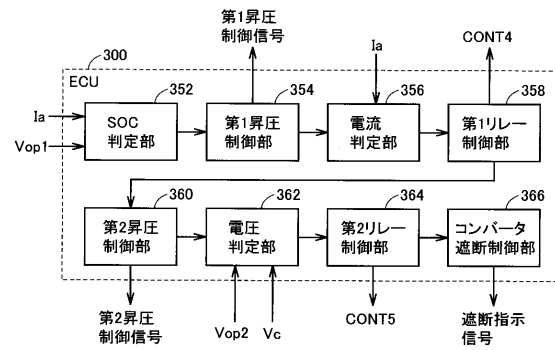 第1昇圧
制御信号
Ia
CONT4
300
ECU
352
354
356
358
Ia
Vop1
SOC
判定部
第1昇圧
制御部
電流
判定部
第1リレー
制御部
360
362
364
366
第2昇圧
制御部
電圧
判定部
第2リレー
制御部
コンバータ
遮断制御部
第2昇圧
制御信号
Vop2
Vc
CONT5
遮断指示
信号